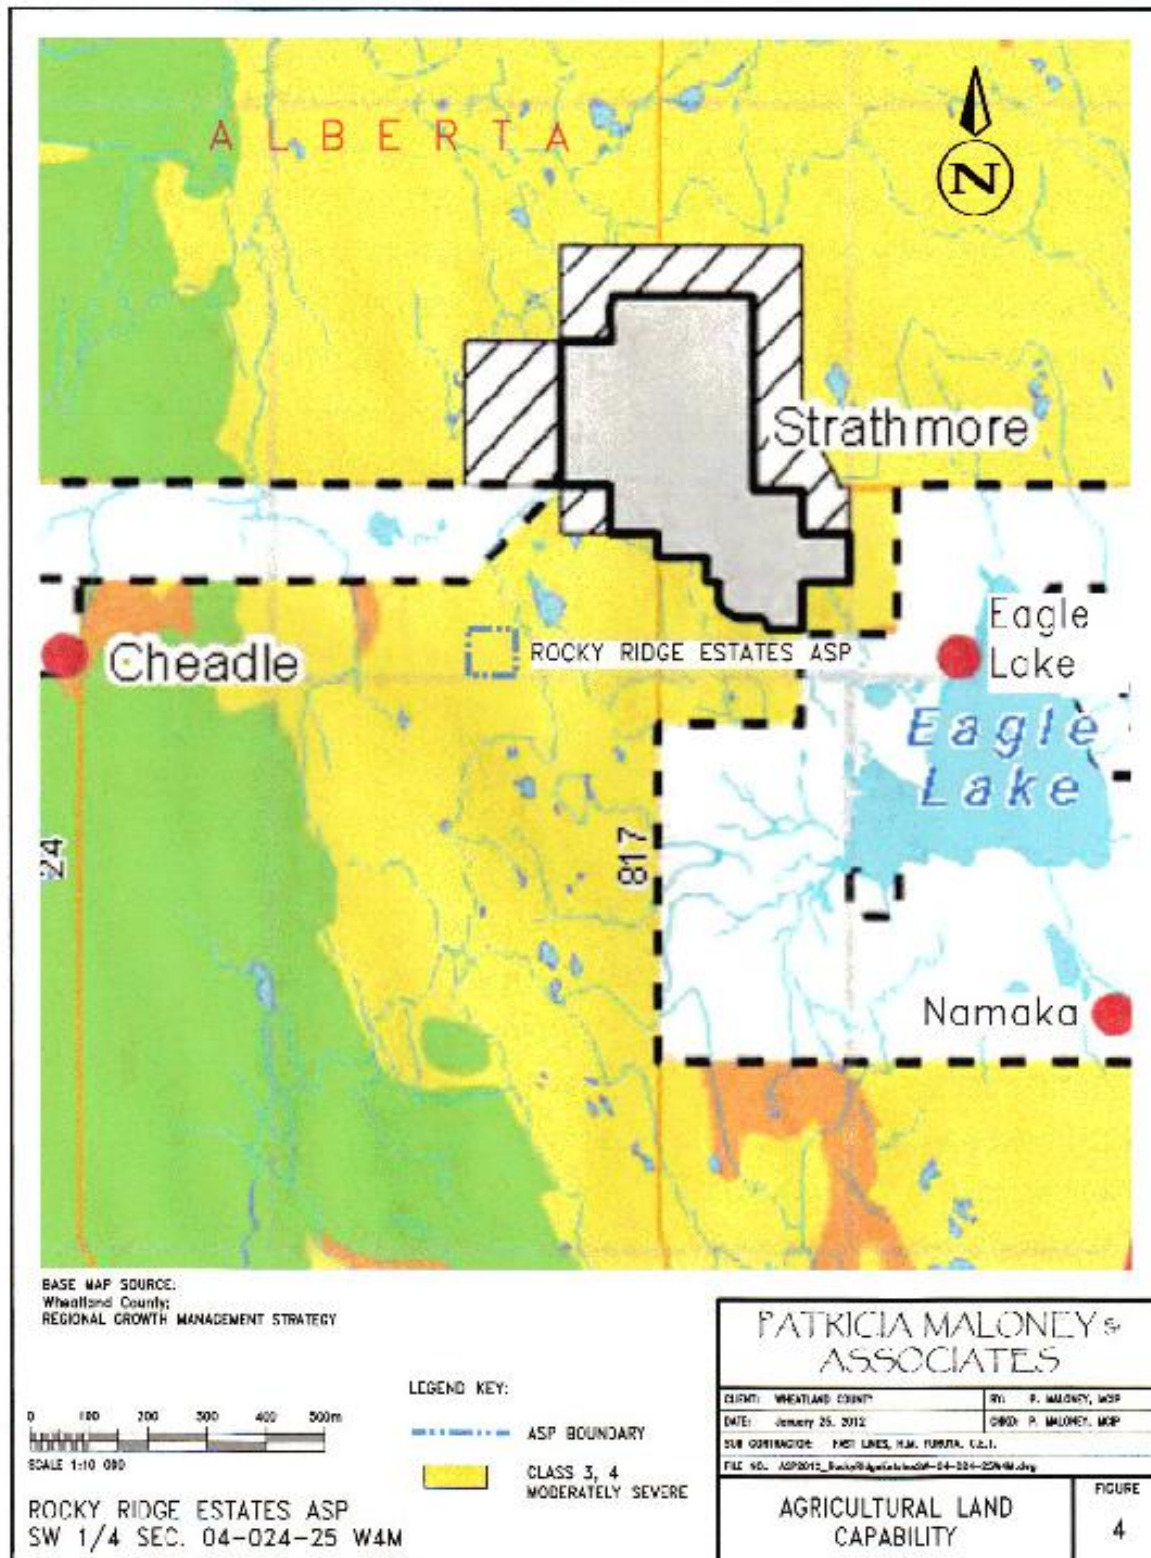 ALBERTA
N
Strathmore
Cheadle
ROCKY RIDGE ESTATES ASP
Eagle
Lake
Eagle
Lake
24
817
Namaka
BASE MAP SOURCE:
Wheatland County;
REGIONAL GROWTH MANAGEMENT STRATEGY
LEGEND KEY:
0 100 200 300 400 500m
SCALE 1:10 000
ASP BOUNDARY
CLASS 3, 4
MODERATELY SEVERE
ROCKY RIDGE ESTATES ASP
SW 1/4 SEC. 04-024-25 W4M
PATRICIA MALONEY &
ASSOCIATES
CLIENT: WHEATLAND COUNTY
BY: P. MALONEY, MCIP
DATE: January 25, 2012
CHKD: P. MALONEY, MCIP
SUB CONTRACTOR: FAST LINES, H.M. FURUTA, C.E.T.
FILE NO.
AGRICULTURAL LAND
CAPABILITY
FIGURE
4